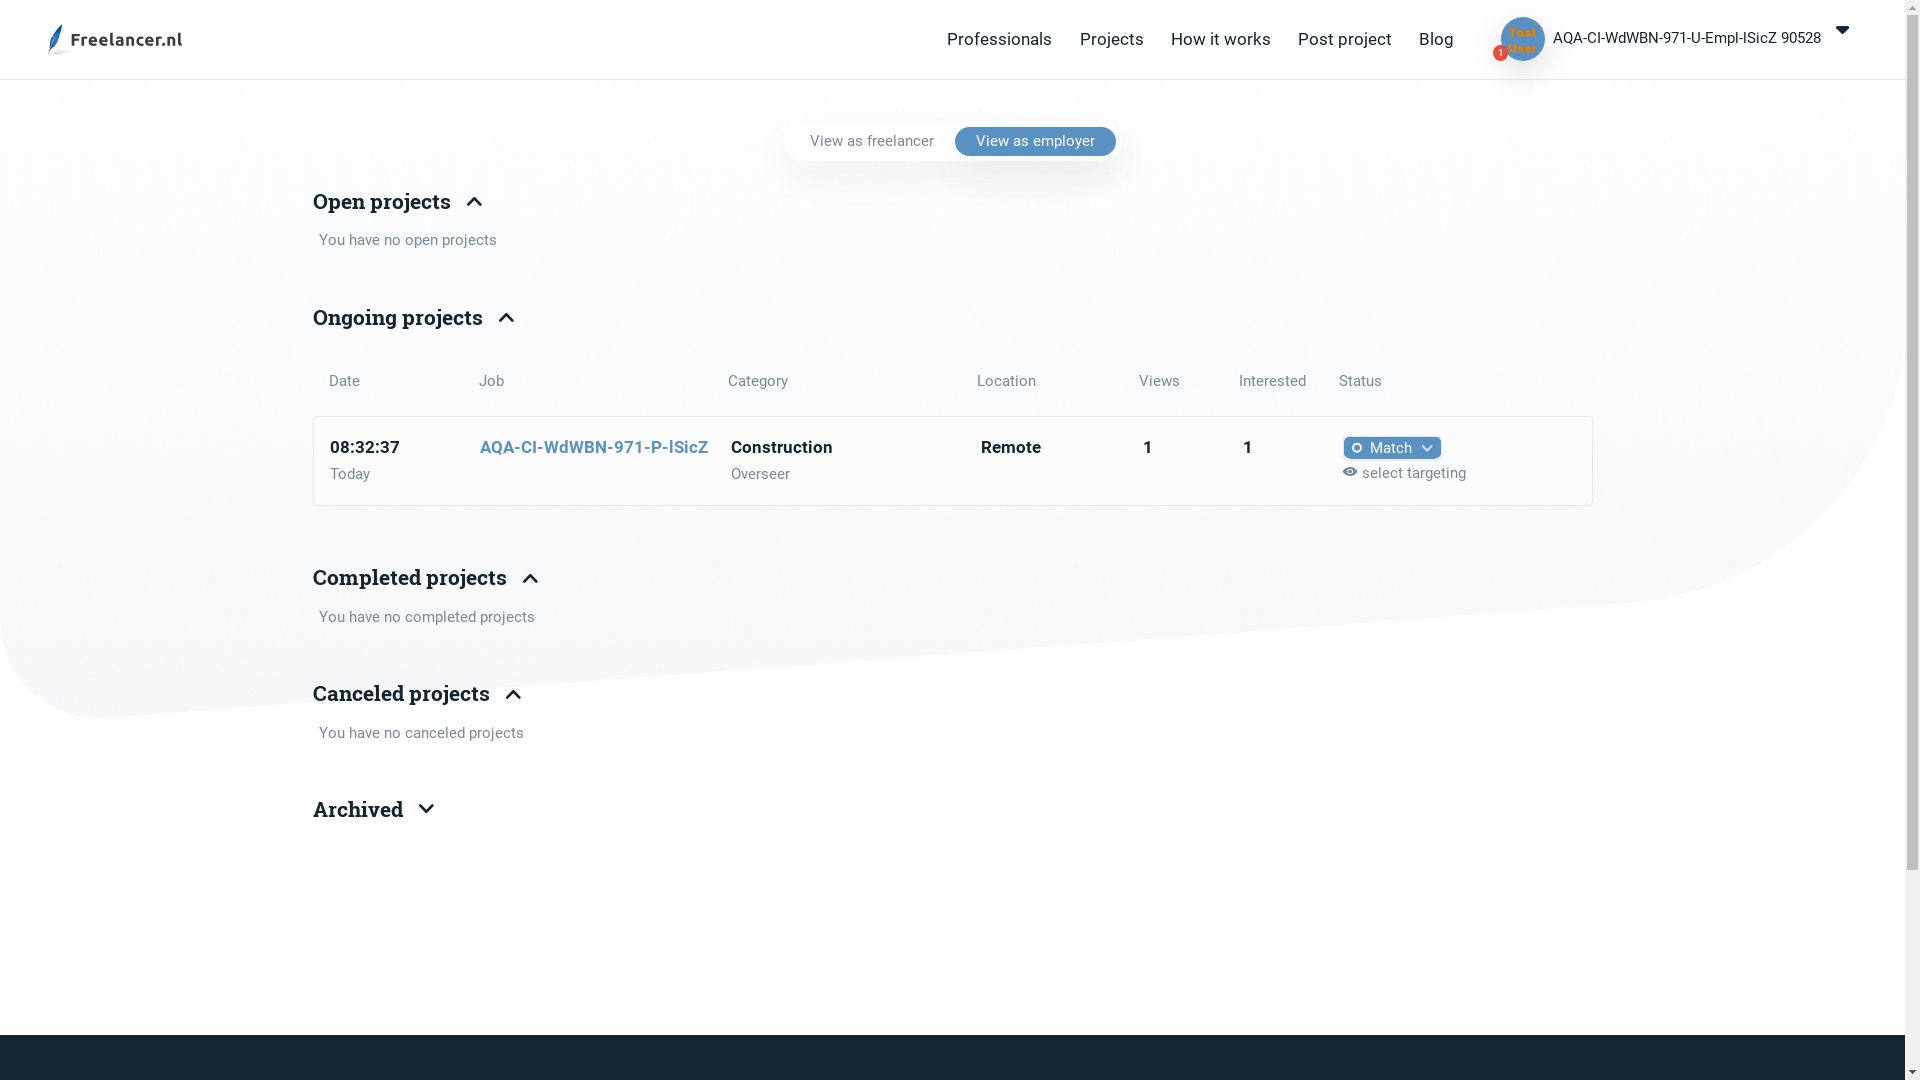 Freelancer.nl
Professionals Projects How it works Post project Blog
Test
User
1
AQA-CI-WdWBN-971-U-Empl-lSicZ 90528
View as freelancer View as employer
Open projects
You have no open projects
Ongoing projects
Date Job Category Location Views Interested Status
08:32:37 AQA-CI-WdWBN-971-P-lSicZ Construction Remote 1 1 Match
Today Overseer select targeting
Completed projects
You have no completed projects
Canceled projects
You have no canceled projects
Archived